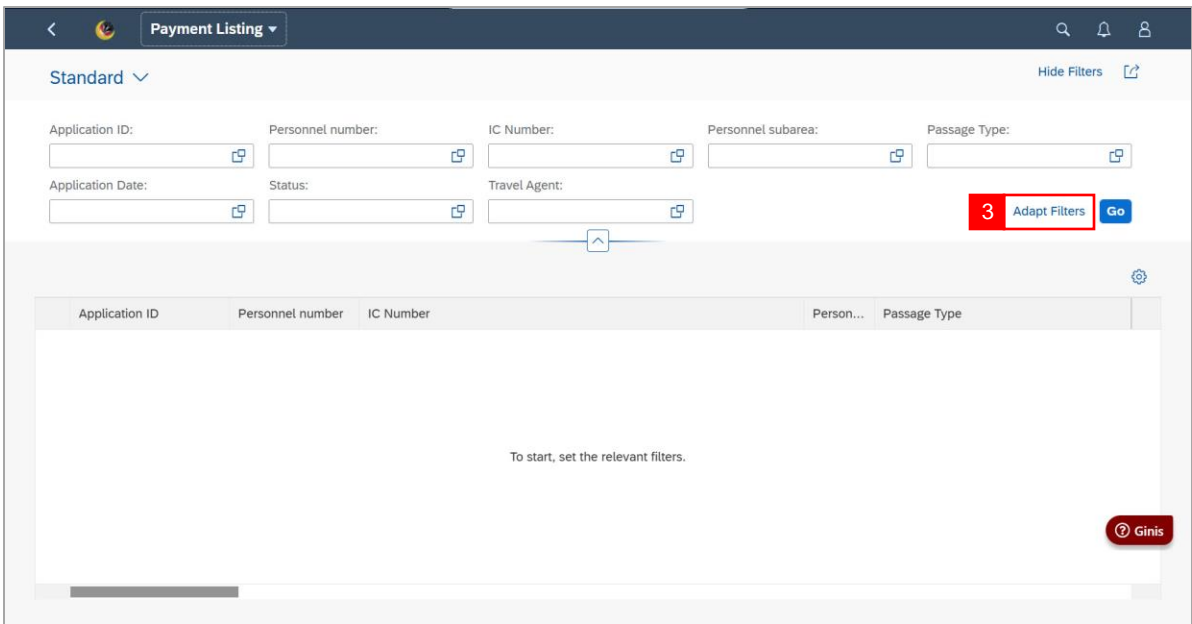 Payment Listing
Standard
Hide Filters
Application ID: Personnel number: IC Number: Personnel subarea: Passage Type:
Application Date: Status: Travel Agent:
3 Adapt Filters Go
Application ID Personnel number IC Number Person... Passage Type
To start, set the relevant filters.
Ginis